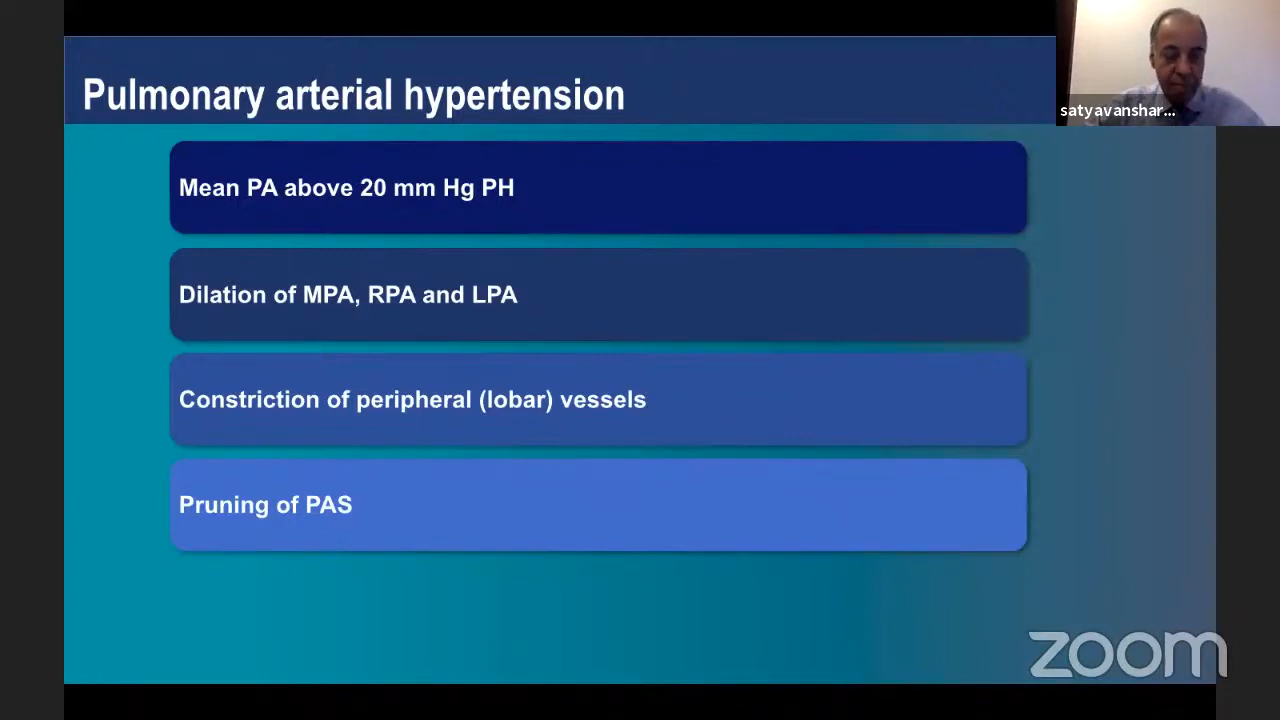 Pulmonary arterial hypertension
satyavanshar...
Mean PA above 20 mm Hg PH
Dilation of MPA, RPA and LPA
Constriction of peripheral (lobar) vessels
Pruning of PAS
zoom